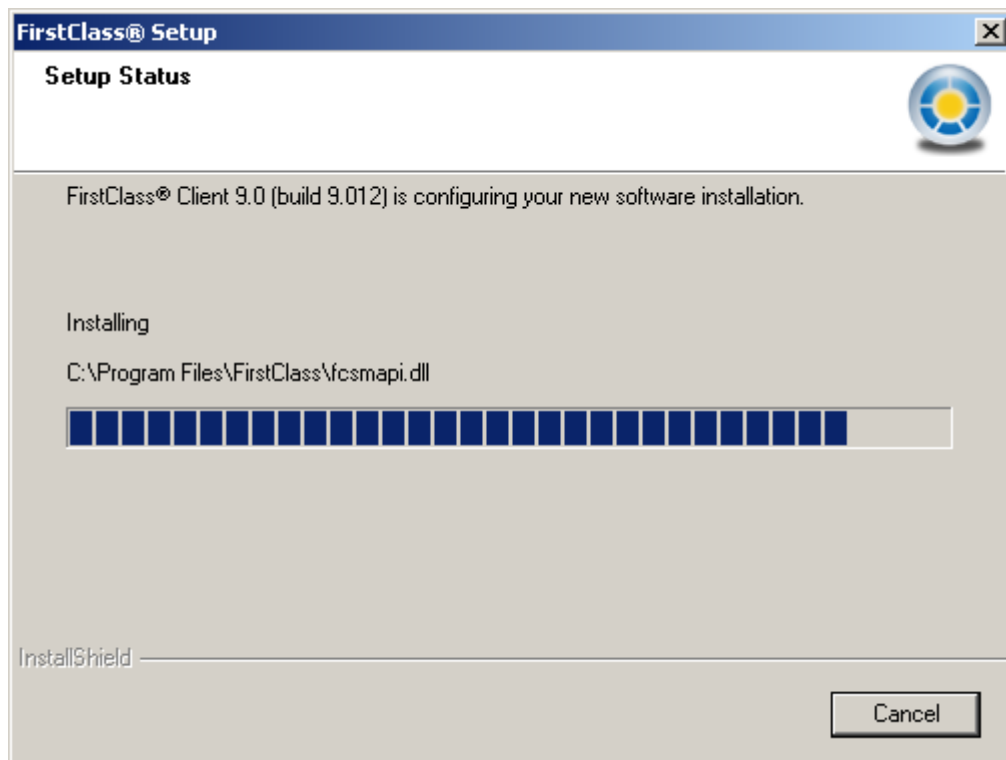 FirstClass® Setup
Setup Status
FirstClass® Client 9.0 (build 9.012) is configuring your new software installation.
Installing
C:\Program Files\FirstClass\fcsmapi.dll
InstallShield
Cancel